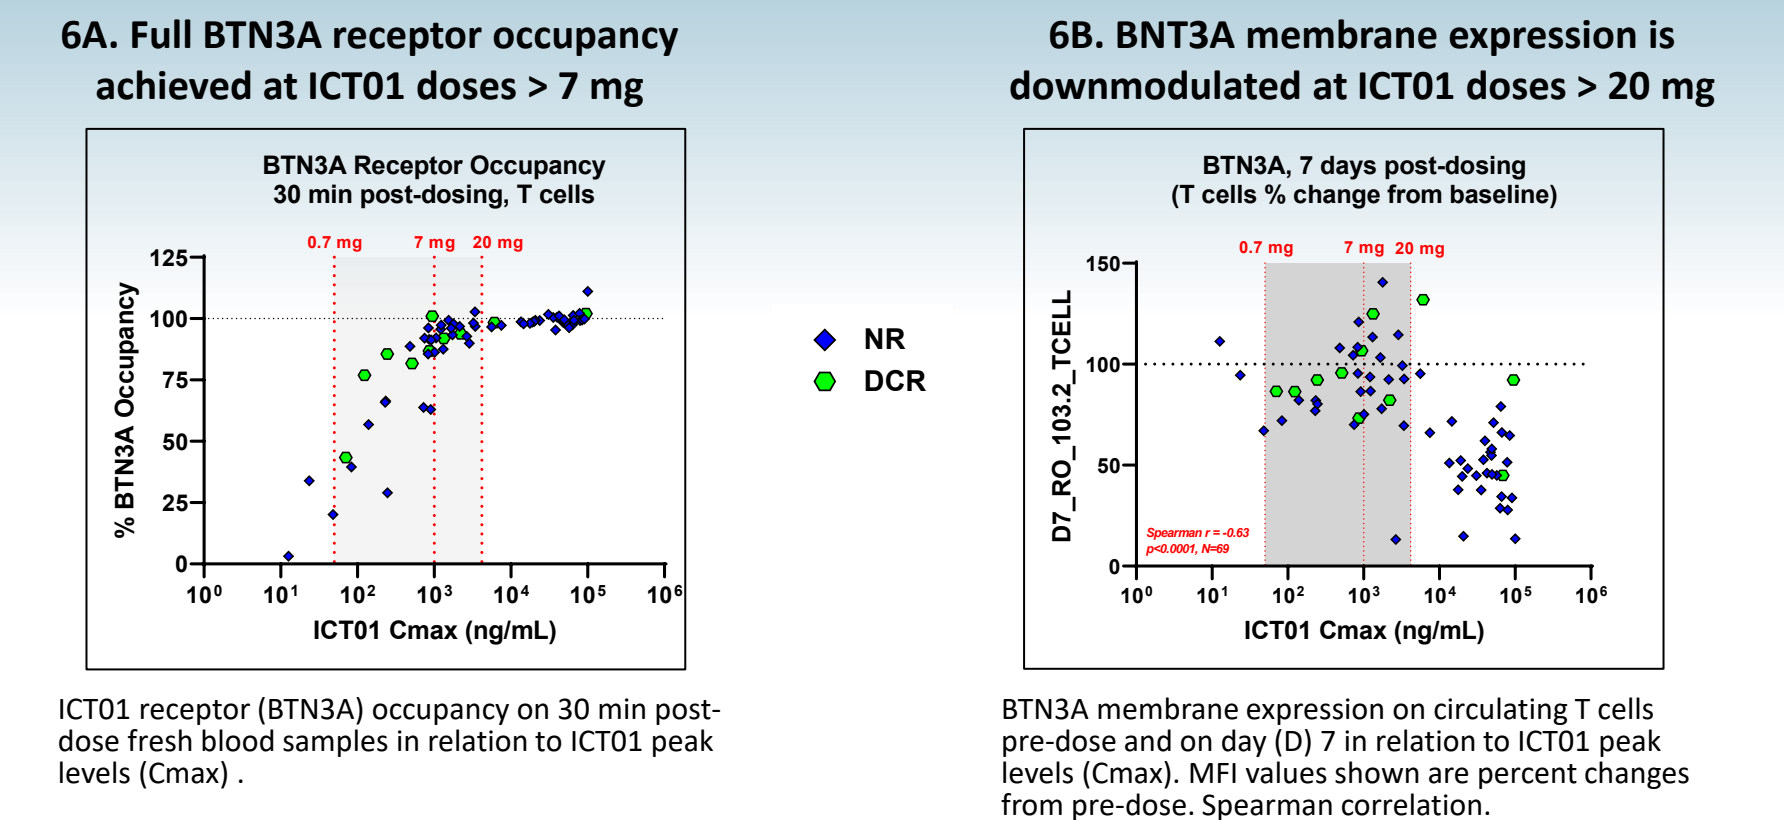 6A. Full BTN3A receptor occupancy
achieved at ICT01 doses > 7 mg
BTN3A Receptor Occupancy
30 min post-dosing, T cells
0.7 mg
7 mg
20 mg
% BTN3A Occupancy
125
100
75
50
25
0
10⁰
10¹
10²
10³
10⁴
10⁵
10⁶
ICT01 Cmax (ng/mL)
ICT01 receptor (BTN3A) occupancy on 30 min post-
dose fresh blood samples in relation to ICT01 peak
levels (Cmax) .
NR
DCR
6B. BNT3A membrane expression is
downmodulated at ICT01 doses > 20 mg
BTN3A, 7 days post-dosing
(T cells % change from baseline)
0.7 mg
7 mg
20 mg
D7_RO_103.2_TCELL
150
100
50
0
Spearman r = -0.63
p<0.0001, N=69
10⁰
10¹
10²
10³
10⁴
10⁵
10⁶
ICT01 Cmax (ng/mL)
BTN3A membrane expression on circulating T cells
pre-dose and on day (D) 7 in relation to ICT01 peak
levels (Cmax). MFI values shown are percent changes
from pre-dose. Spearman correlation.